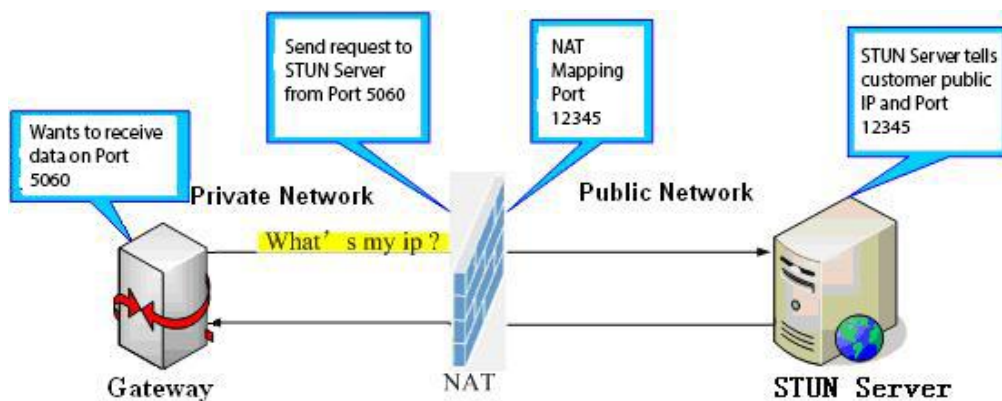 Send request to
STUN Server
from Port 5060
NAT
Mapping
Port
12345
STUN Server tells
customer public
IP and Port
12345
Wants to receive
data on Port
5060
Private Network
Public Network
What's my ip ?
Gateway
NAT
STUN Server